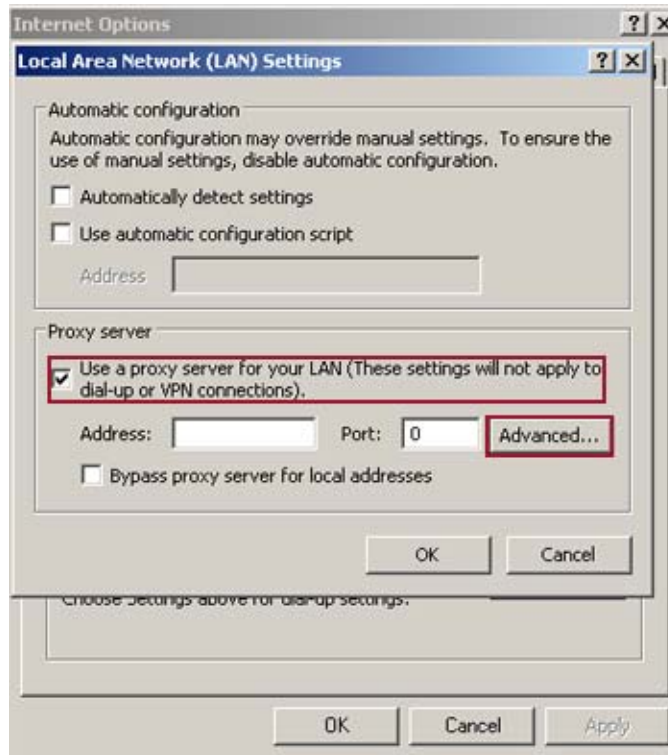 Internet Options
Local Area Network (LAN) Settings
Automatic configuration
Automatic configuration may override manual settings. To ensure the
use of manual settings, disable automatic configuration.
Automatically detect settings
Use automatic configuration script
Address
Proxy server
Use a proxy server for your LAN (These settings will not apply to
dial-up or VPN connections).
Address: Port: 0 Advanced...
Bypass proxy server for local addresses
OK Cancel
Choose Settings above for dial-up settings.
OK Cancel Apply